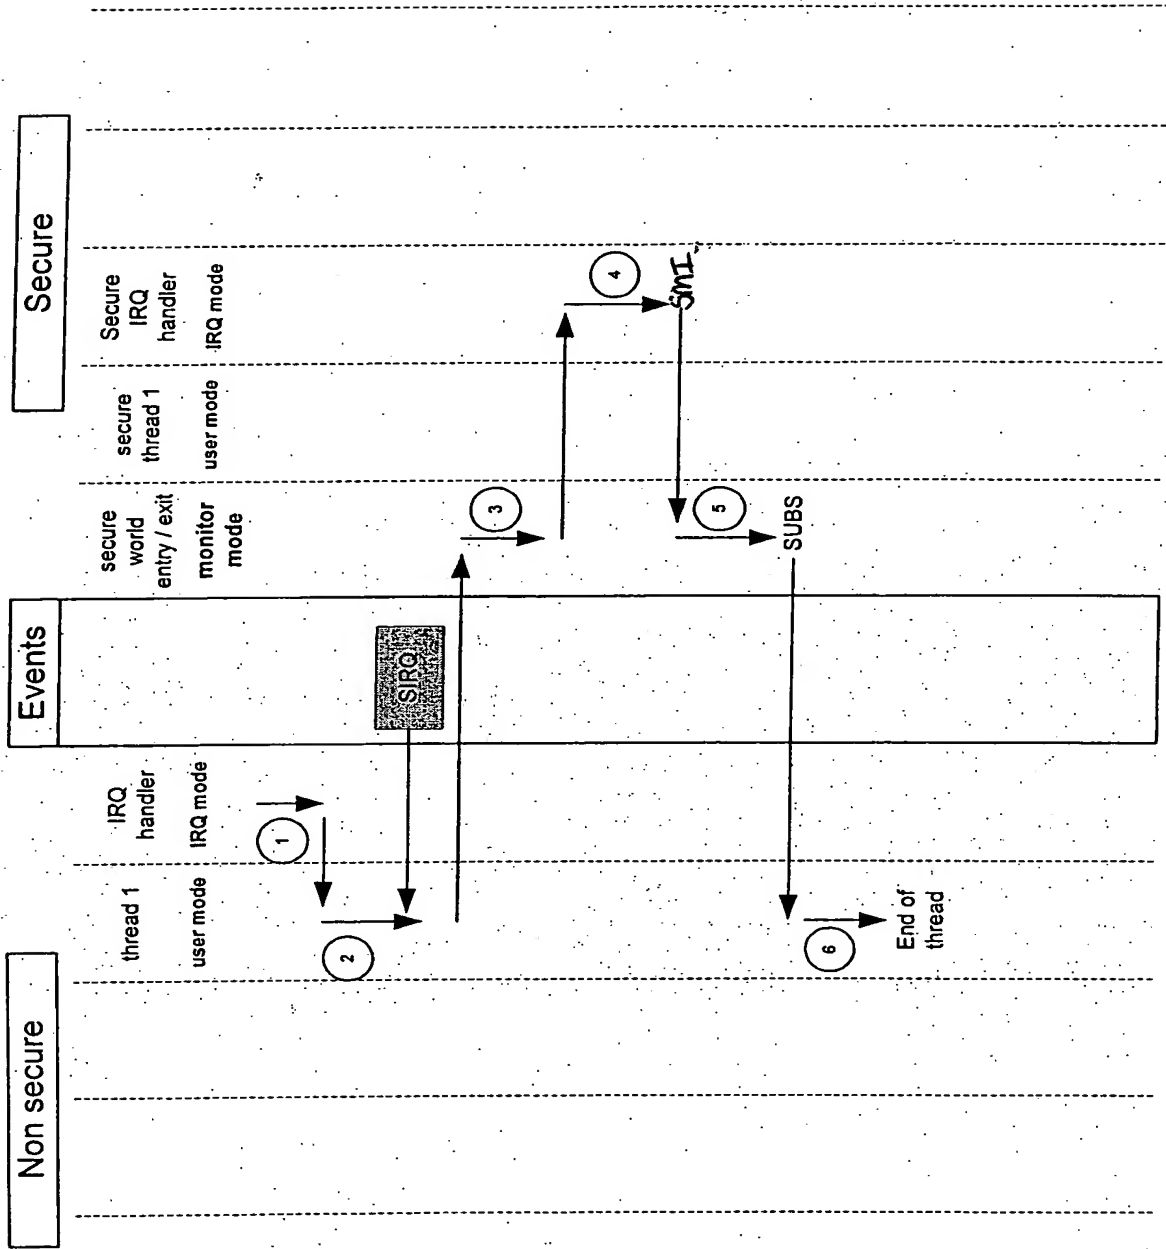 Non secure
Events
Secure
thread 1
user mode
IRQ
handler
IRQ mode
secure
world
entry / exit
monitor
mode
secure
thread 1
user mode
Secure
IRQ
handler
IRQ mode
1
2
SIRQ
3
4
SMI
5
SUBS
6
End of
thread